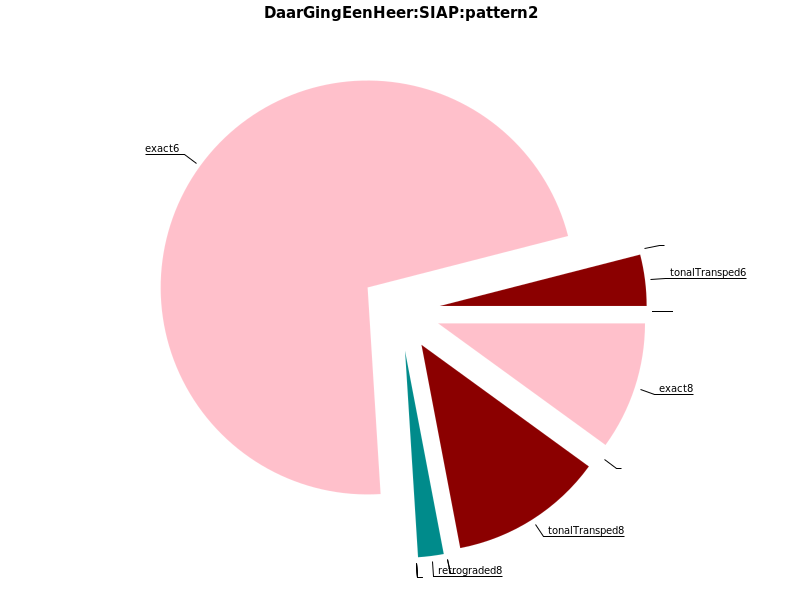 DaarGingEenHeer:SIAP:pattern2
exact6
tonalTransped6
exact8
tonalTransped8
retrograded8